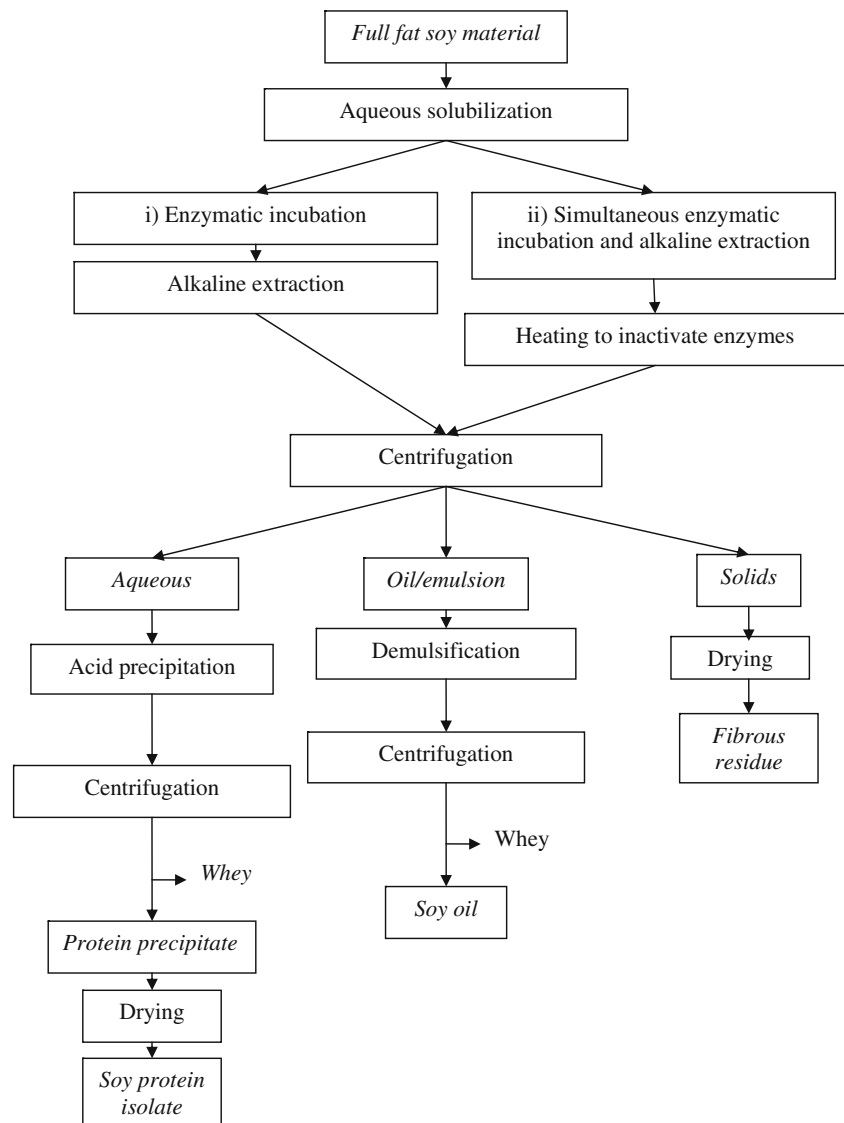 Full fat soy material
Aqueous solubilization
i) Enzymatic incubation
ii) Simultaneous enzymatic
incubation and alkaline extraction
Alkaline extraction
Heating to inactivate enzymes
Centrifugation
Aqueous
Oil/emulsion
Solids
Acid precipitation
Demulsification
Drying
Centrifugation
Centrifugation
Fibrous
residue
Whey
Whey
Protein precipitate
Soy oil
Drying
Soy protein
isolate